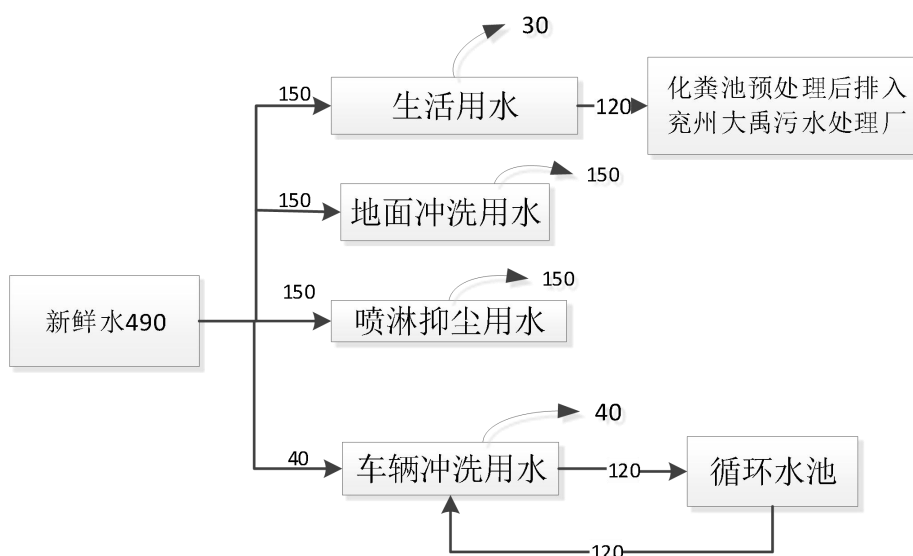 30
150
生活用水
120
化粪池预处理后排入
兖州大禹污水处理厂
150
150
地面冲洗用水
150
150
喷淋抑尘用水
新鲜水490
40
40
车辆冲洗用水
120
循环水池
120